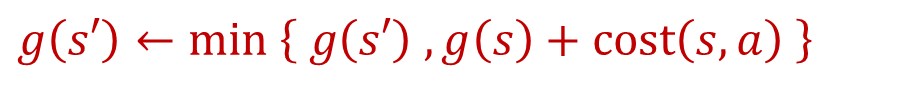 g(s′) ← min { g(s′) , g(s) + cost(s, a) }